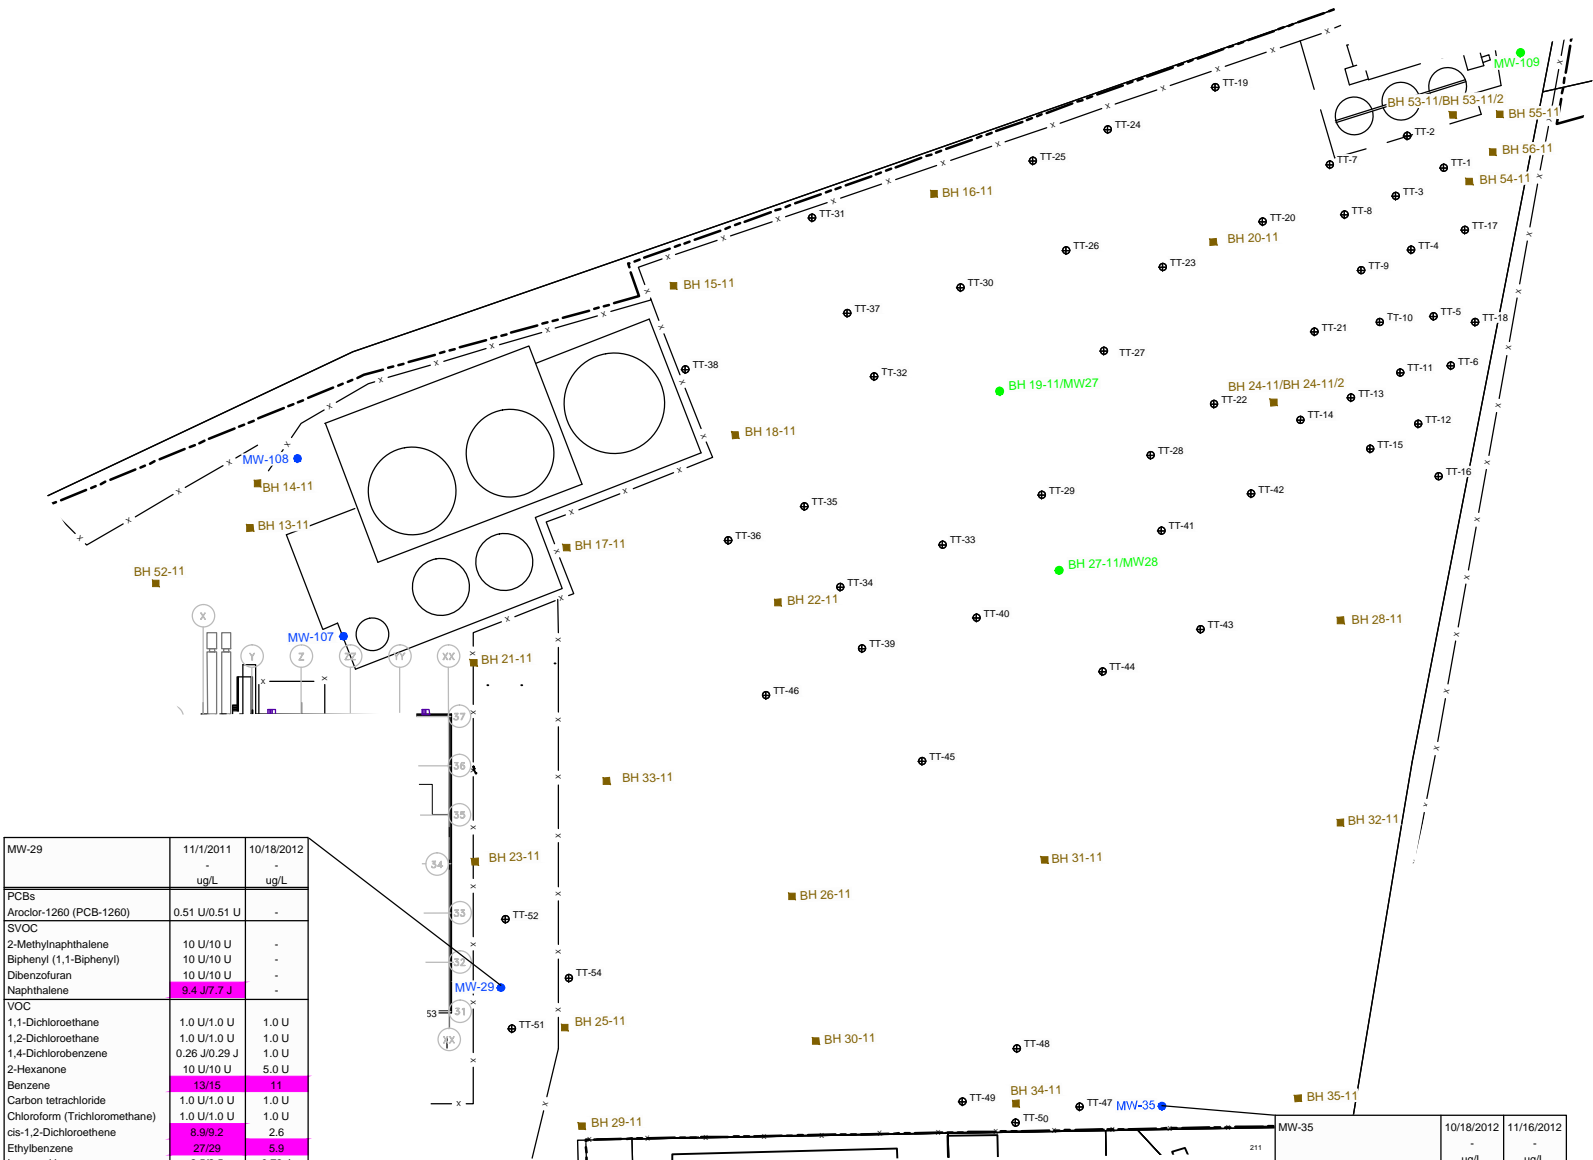 MW-109
TT-19
BH 53-11/BH 53-11/2
BH 55-11
TT-24
TT-2
BH 56-11
TT-25
TT-7
TT-1
BH 54-11
BH 16-11
TT-3
TT-31
TT-20
TT-8
TT-17
TT-26
BH 20-11
TT-4
TT-23
TT-9
BH 15-11
TT-30
TT-37
TT-10
TT-5
TT-18
TT-21
TT-38
TT-32
TT-27
TT-11
TT-6
BH 19-11/MW27
BH 24-11/BH 24-11/2
TT-22
TT-13
TT-14
TT-12
BH 18-11
MW-108
TT-28
TT-15
BH 14-11
TT-16
TT-29
TT-42
TT-35
BH 13-11
TT-41
TT-36
TT-33
BH 17-11
BH 52-11
BH 27-11/MW28
TT-34
BH 22-11
X
TT-40
BH 28-11
MW-107
TT-43
Y
Z
ZZ
YY
XX
TT-39
BH 21-11
TT-44
TT-46
37
36
TT-45
BH 33-11
35
BH 32-11
34
BH 23-11
BH 31-11
BH 26-11
33
TT-52
32
TT-54
MW-29
53
31
TT-51
BH 25-11
XX
BH 30-11
TT-48
BH 34-11
TT-49
TT-47
MW-35
BH 35-11
TT-50
BH 29-11
211
MW-29 11/1/2011 10/18/2012
- -
ug/L ug/L
PCBs
Aroclor-1260 (PCB-1260) 0.51 U/0.51 U -
SVOC
2-Methylnaphthalene 10 U/10 U -
Biphenyl (1,1-Biphenyl) 10 U/10 U -
Dibenzofuran 10 U/10 U -
Naphthalene 9.4 J/7.7 J -
VOC
1,1-Dichloroethane 1.0 U/1.0 U 1.0 U
1,2-Dichloroethane 1.0 U/1.0 U 1.0 U
1,4-Dichlorobenzene 0.26 J/0.29 J 1.0 U
2-Hexanone 10 U/10 U 5.0 U
Benzene 13/15 11
Carbon tetrachloride 1.0 U/1.0 U 1.0 U
Chloroform (Trichloromethane) 1.0 U/1.0 U 1.0 U
cis-1,2-Dichloroethene 8.9/9.2 2.6
Ethylbenzene 27/29 5.9
MW-35 10/18/2012 11/16/2012
- -
ug/L ug/L